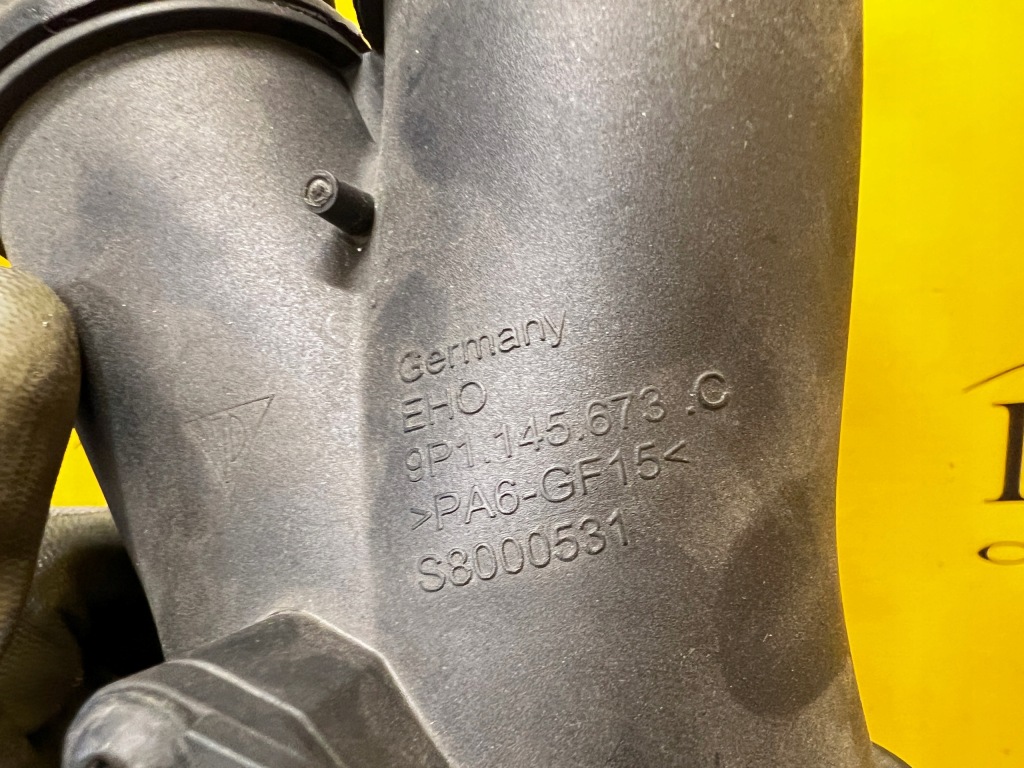 Germany
EHO
9P1.145.673 .C
>PA6-GF15<
S8000531